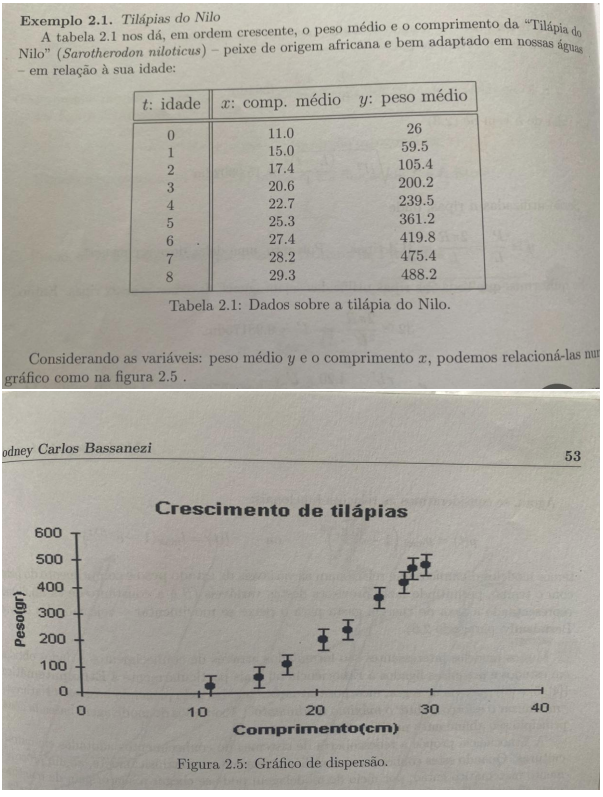 Exemplo 2.1. Tilápias do Nilo
A tabela 2.1 nos dá, em ordem crescente, o peso médio e o comprimento da “Tilápia do
Nilo” (Sarotherodon niloticus) – peixe de origem africana e bem adaptado em nossas águas
– em relação à sua idade:
t: idade x: comp. médio y: peso médio
0 11.0 26
1 15.0 59.5
2 17.4 105.4
3 20.6 200.2
4 22.7 239.5
5 25.3 361.2
6 27.4 419.8
7 28.2 475.4
8 29.3 488.2
Tabela 2.1: Dados sobre a tilápia do Nilo.
Considerando as variáveis: peso médio y e o comprimento x, podemos relacioná-las num
gráfico como na figura 2.5 .
odney Carlos Bassanezi 53
Crescimento de tilápias
Peso(gr)
600
500
400
300
200
100
0
0 10 20 30 40
Comprimento(cm)
Figura 2.5: Gráfico de dispersão.